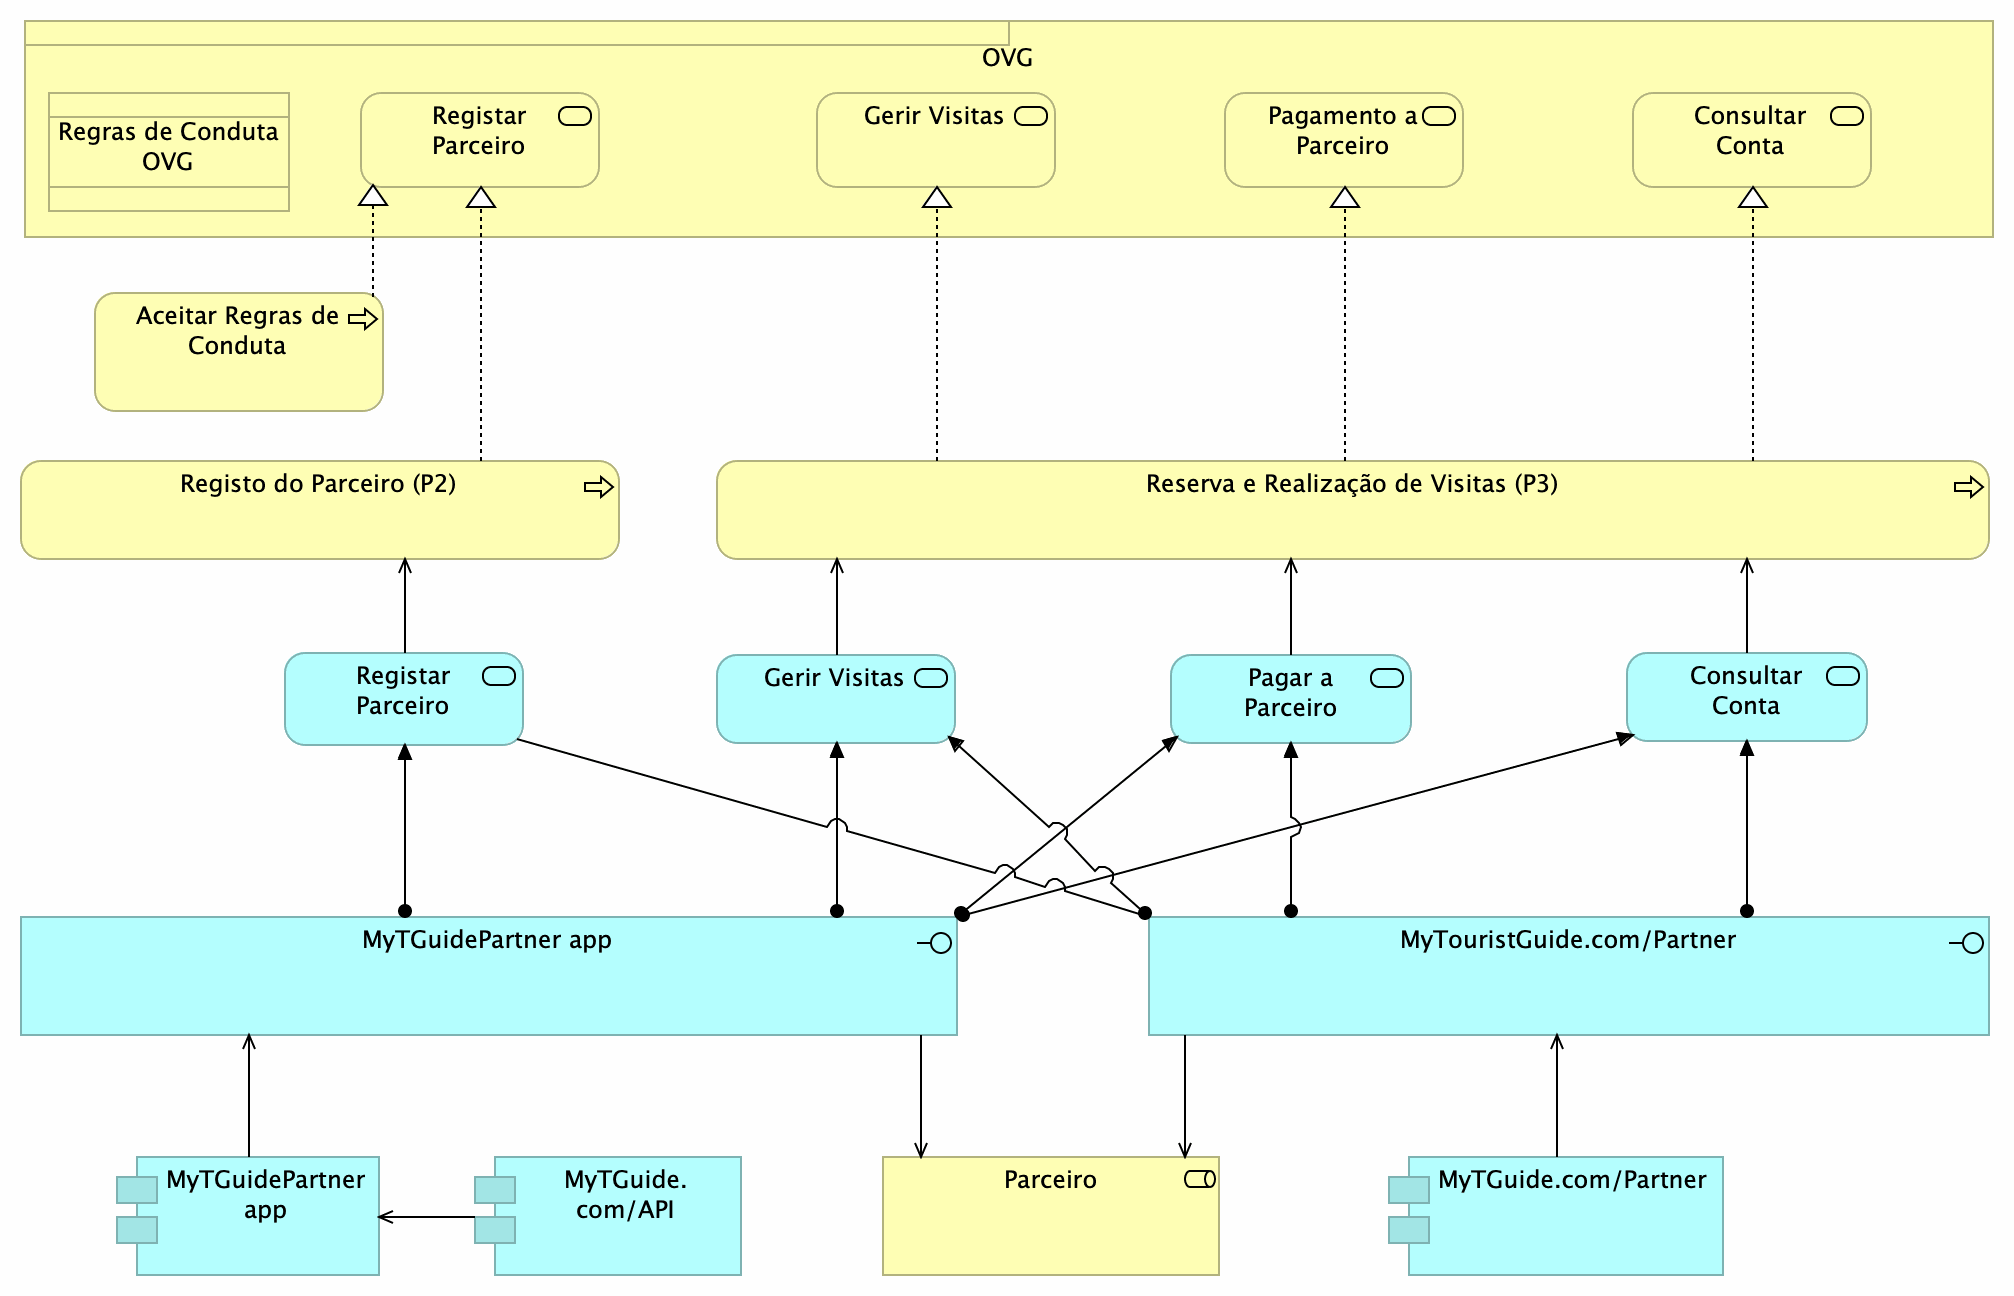 OVG
Regras de Conduta
OVG
Registar
Parceiro
Gerir Visitas
Pagamento a
Parceiro
Consultar
Conta
Aceitar Regras de
Conduta
Registo do Parceiro (P2)
Reserva e Realização de Visitas (P3)
Registar
Parceiro
Gerir Visitas
Pagar a
Parceiro
Consultar
Conta
MyTGuidePartner app
MyTouristGuide.com/Partner
MyTGuidePartner
app
MyTGuide.
com/API
Parceiro
MyTGuide.com/Partner